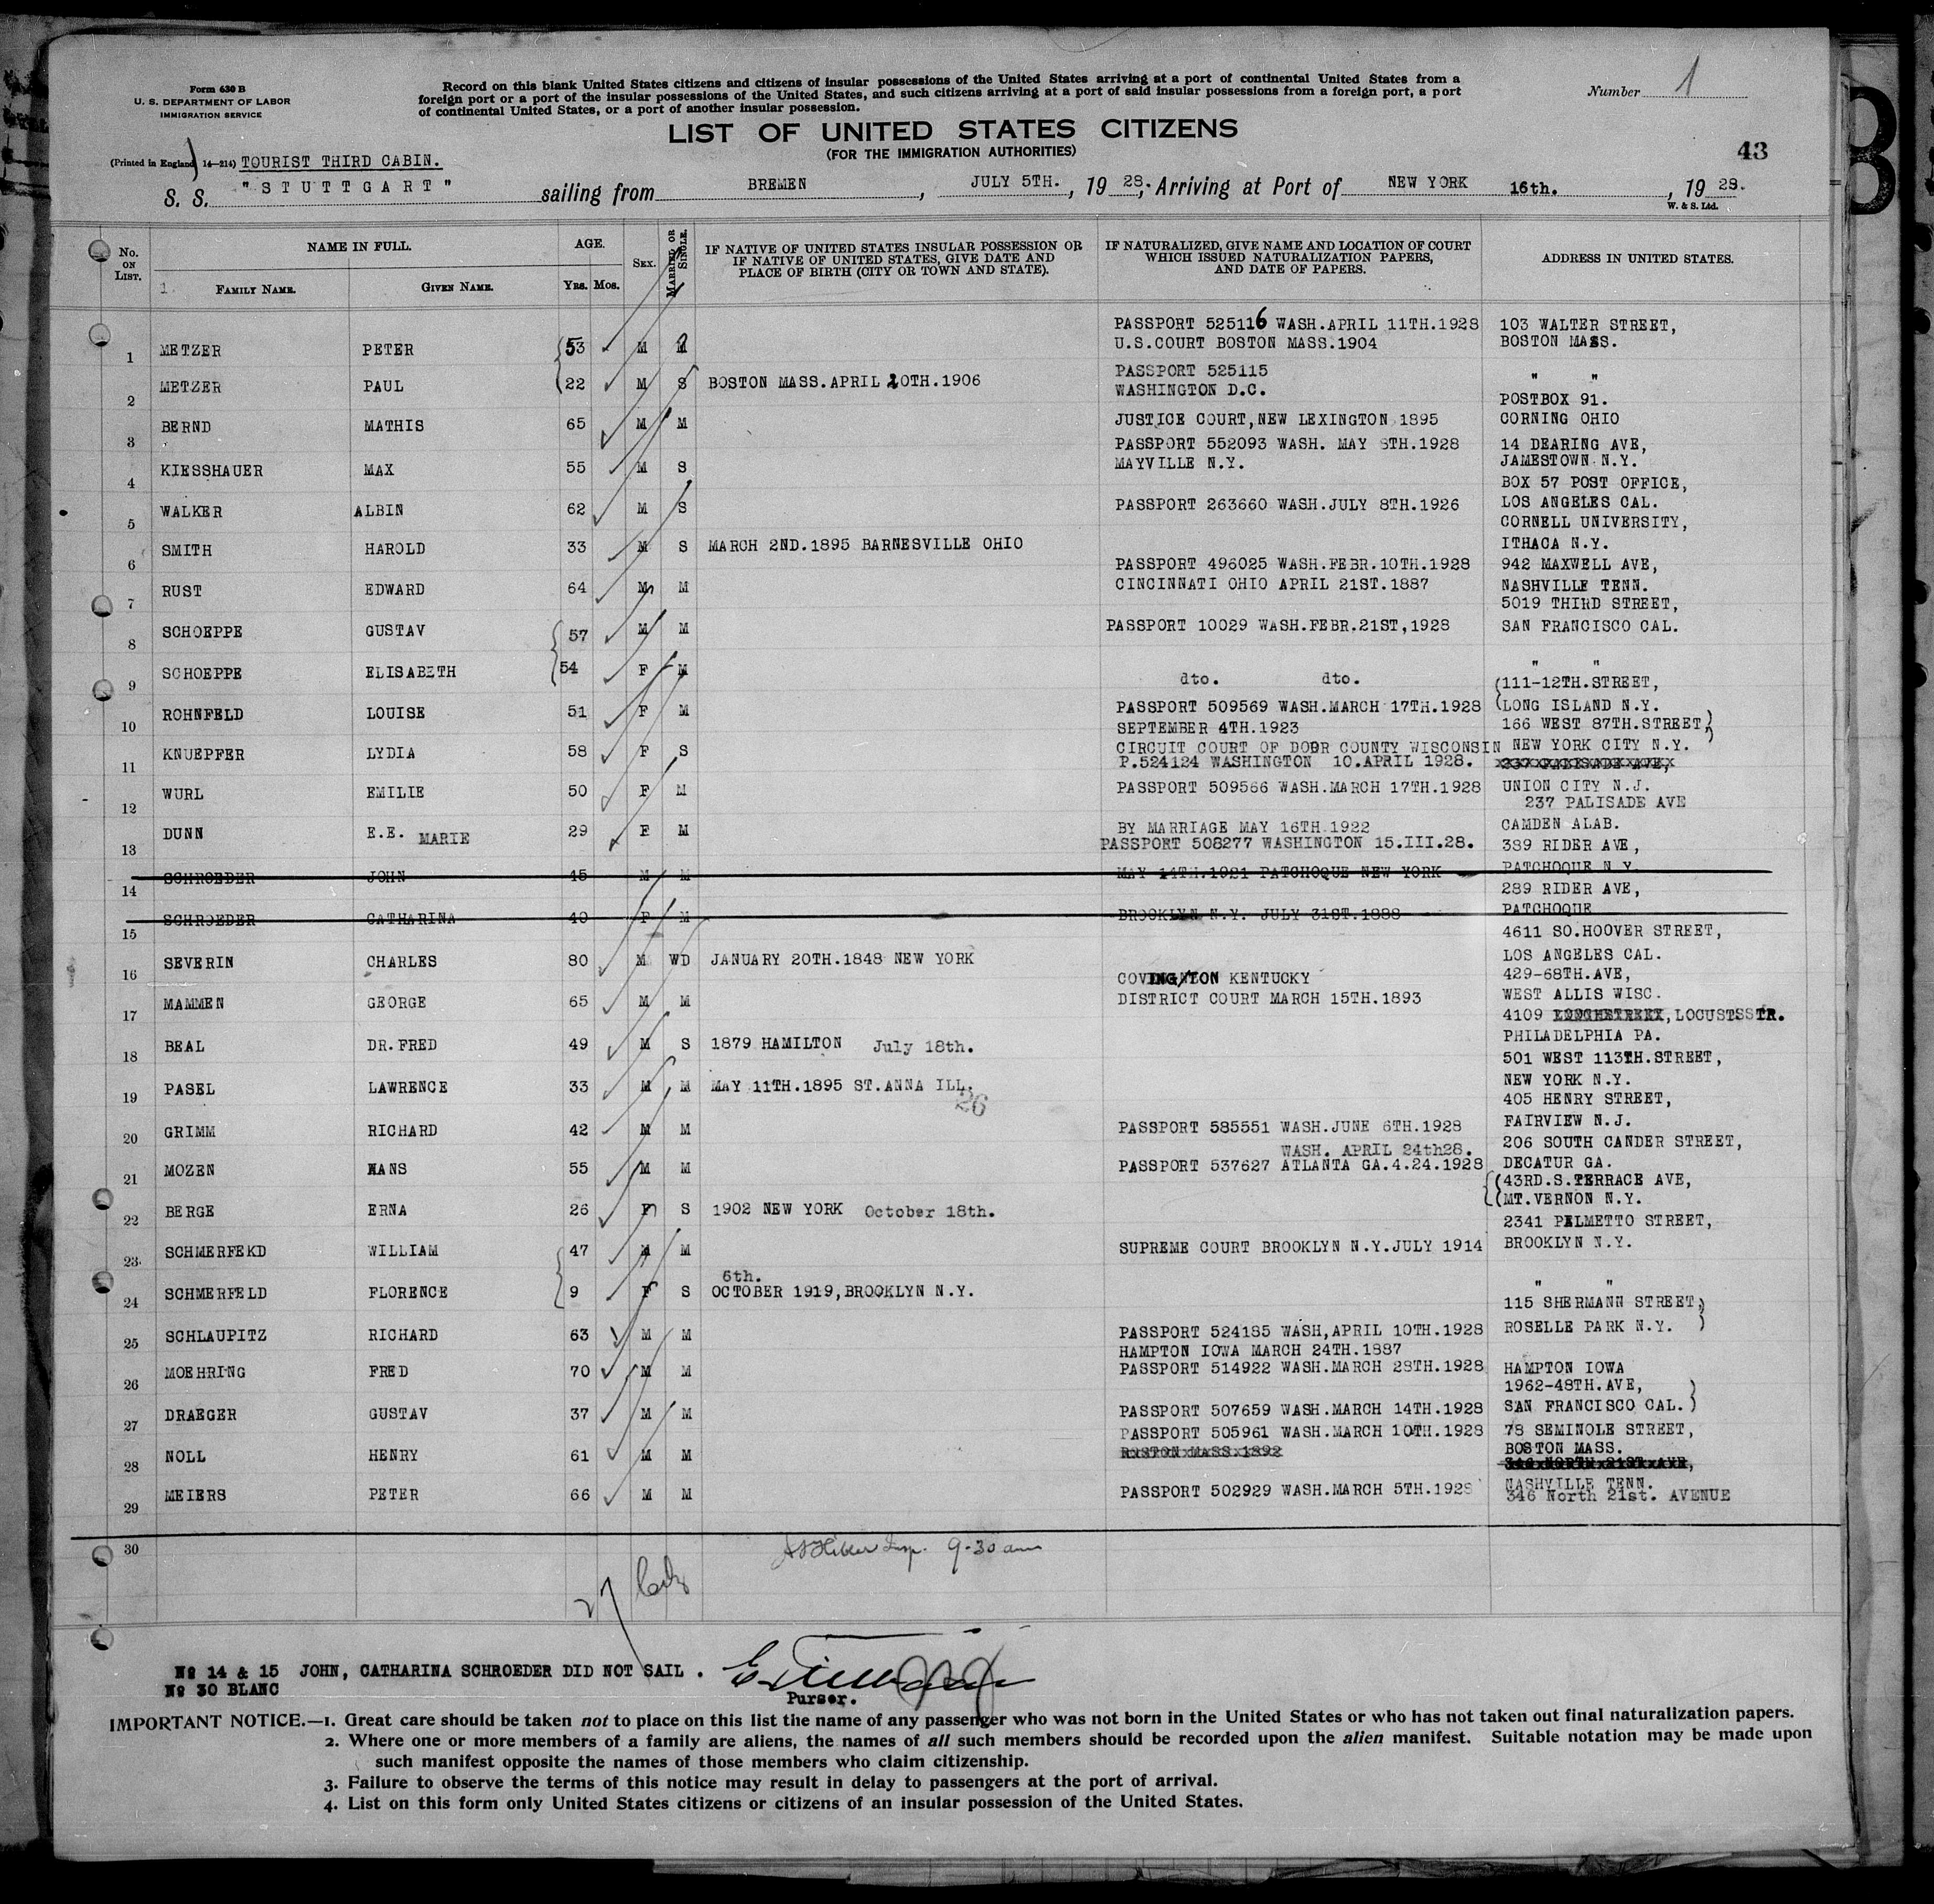 Form 630 B
U. S. DEPARTMENT OF LABOR
IMMIGRATION SERVICE
Record on this blank United States citizens and citizens of insular possessions of the United States arriving at a port of continental United States from a
foreign port or a port of the insular possessions of the United States, and such citizens arriving at a port of said insular possessions from a foreign port, a port
of continental United States, or a port of another insular possession.
Number 1
LIST OF UNITED STATES CITIZENS
(FOR THE IMMIGRATION AUTHORITIES)
43
(Printed in England 14—214) TOURIST THIRD CABIN.
S. S. "STUTTGART" sailing from BREMEN, JULY 5TH., 19 28, Arriving at Port of NEW YORK 16th., 19 28.
W. & S. Ltd.
No. ON LIST. NAME IN FULL. AGE. SEX. MARRIED OR SINGLE. IF NATIVE OF UNITED STATES INSULAR POSSESSION OR IF NATIVE OF UNITED STATES, GIVE DATE AND PLACE OF BIRTH (CITY OR TOWN AND STATE). IF NATURALIZED, GIVE NAME AND LOCATION OF COURT WHICH ISSUED NATURALIZATION PAPERS, AND DATE OF PAPERS. ADDRESS IN UNITED STATES.
FAMILY NAME. GIVEN NAME. YRS. MOS.
1 METZER PETER 53 M M PASSPORT 525116 WASH.APRIL 11TH.1928 U.S.COURT BOSTON MASS.1904 103 WALTER STREET, BOSTON MASS.
2 METZER PAUL 22 M S BOSTON MASS.APRIL 20TH.1906 PASSPORT 525115 WASHINGTON D.C. " "
3 BERND MATHIS 65 M M JUSTICE COURT,NEW LEXINGTON 1895 POSTBOX 91. CORNING OHIO
4 KIESSHAUER MAX 55 M S PASSPORT 552093 WASH. MAY 8TH.1928 MAYVILLE N.Y. 14 DEARING AVE, JAMESTOWN N.Y.
5 WALKER ALBIN 62 M S PASSPORT 263660 WASH.JULY 8TH.1926 BOX 57 POST OFFICE, LOS ANGELES CAL.
6 SMITH HAROLD 33 M S MARCH 2ND.1895 BARNESVILLE OHIO CORNELL UNIVERSITY, ITHACA N.Y.
7 RUST EDWARD 64 M M PASSPORT 496025 WASH.FEBR.10TH.1928 CINCINNATI OHIO APRIL 21ST.1887 942 MAXWELL AVE, NASHVILLE TENN.
8 SCHOEPPE GUSTAV 57 M M PASSPORT 10029 WASH.FEBR.21ST,1928 5019 THIRD STREET, SAN FRANCISCO CAL.
9 SCHOEPPE ELISABETH 54 F M dto. dto. " "
10 ROHNFELD LOUISE 51 F M PASSPORT 509569 WASH.MARCH 17TH.1928 111-12TH.STREET, LONG ISLAND N.Y.
11 KNUEPFER LYDIA 58 F S SEPTEMBER 4TH.1923 CIRCUIT COURT OF DOOR COUNTY WISCONSIN P.524124 WASHINGTON 10.APRIL 1928. 166 WEST 87TH.STREET, NEW YORK CITY N.Y.
12 WURL EMILIE 50 F M PASSPORT 509566 WASH.MARCH 17TH.1928 UNION CITY N.J. 237 PALISADE AVE
13 DUNN E.E. MARIE 29 F M BY MARRIAGE MAY 16TH.1922 PASSPORT 508277 WASHINGTON 15.III.28. CAMDEN ALAB.
14 SCHROEDER JOHN 45 M M MAY 14TH.1921 PATCHOQUE NEW YORK 389 RIDER AVE, PATCHOQUE N.Y.
15 SCHROEDER CATHARINA 40 F M BROOKLYN N.Y. JULY 31ST.1888 289 RIDER AVE, PATCHOQUE
16 SEVERIN CHARLES 80 M WD JANUARY 20TH.1848 NEW YORK 4611 SO.HOOVER STREET, LOS ANGELES CAL.
17 MAMMEN GEORGE 65 M M COVINGTON KENTUCKY DISTRICT COURT MARCH 15TH.1893 429-68TH.AVE, WEST ALLIS WISC.
18 BEAL DR.FRED 49 M S 1879 HAMILTON July 18th. 4109 LOCUSTSSTR. PHILADELPHIA PA.
19 PASEL LAWRENCE 33 M M MAY 11TH.1895 ST.ANNA ILL. 501 WEST 113TH.STREET, NEW YORK N.Y.
26
20 GRIMM RICHARD 42 M M PASSPORT 585551 WASH.JUNE 6TH.1928 405 HENRY STREET, FAIRVIEW N.J.
21 MOZEN HANS 55 M M WASH. APRIL 24th28. PASSPORT 537627 ATLANTA GA.4.24.1928 206 SOUTH CANDER STREET, DECATUR GA.
22 BERGE ERNA 26 F S 1902 NEW YORK October 18th. 43RD.S.TERRACE AVE, MT.VERNON N.Y.
23 SCHMERFEKD WILLIAM 47 M M SUPREME COURT BROOKLYN N.Y.JULY 1914 2341 PALMETTO STREET, BROOKLYN N.Y.
24 SCHMERFELD FLORENCE 9 F S 6th. OCTOBER 1919,BROOKLYN N.Y. " "
25 SCHLAUPITZ RICHARD 63 M M PASSPORT 524185 WASH,APRIL 10TH.1928 115 SHERMANN STREET, ROSELLE PARK N.Y.
26 MOEHRING FRED 70 M M HAMPTON IOWA MARCH 24TH.1887 PASSPORT 514922 WASH.MARCH 28TH.1928 HAMPTON IOWA
27 DRAEGER GUSTAV 37 M M PASSPORT 507659 WASH.MARCH 14TH.1928 1962-48TH.AVE, SAN FRANCISCO CAL.
28 NOLL HENRY 61 M M PASSPORT 505961 WASH.MARCH 10TH.1928 BOSTON MASS.1892 78 SEMINOLE STREET, BOSTON MASS.
29 MEIERS PETER 66 M M PASSPORT 502929 WASH.MARCH 5TH.1928 346 NORTH 21ST AVE, NASHVILLE TENN. 346 North 21st. AVENUE
30
Insp. 9-30 am
27
Nº 14 & 15 JOHN, CATHARINA SCHROEDER DID NOT SAIL.
Nº 30 BLANC
Purser.
IMPORTANT NOTICE.—1. Great care should be taken not to place on this list the name of any passenger who was not born in the United States or who has not taken out final naturalization papers.
2. Where one or more members of a family are aliens, the names of all such members should be recorded upon the alien manifest. Suitable notation may be made upon
such manifest opposite the names of those members who claim citizenship.
3. Failure to observe the terms of this notice may result in delay to passengers at the port of arrival.
4. List on this form only United States citizens or citizens of an insular possession of the United States.